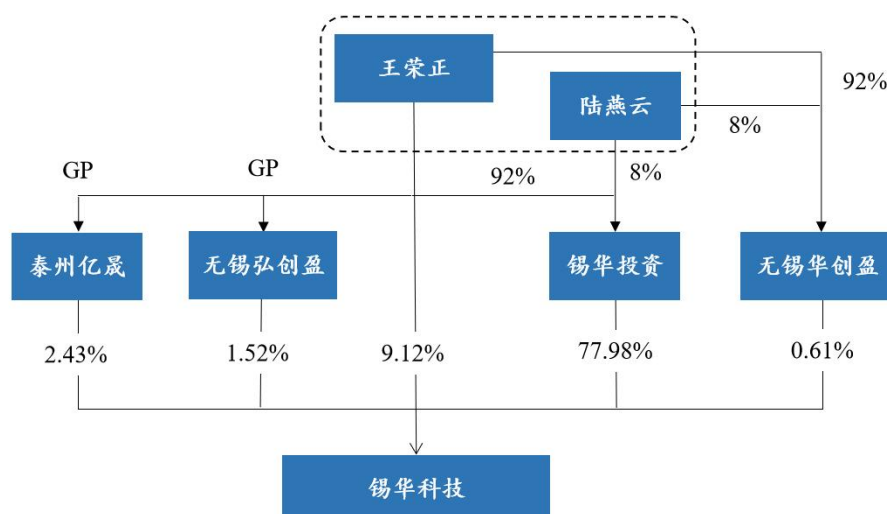 王荣正
92%
陆燕云
8%
GP
GP
92%
8%
泰州亿晟
无锡弘创盈
锡华投资
无锡华创盈
2.43%
1.52%
9.12%
77.98%
0.61%
锡华科技